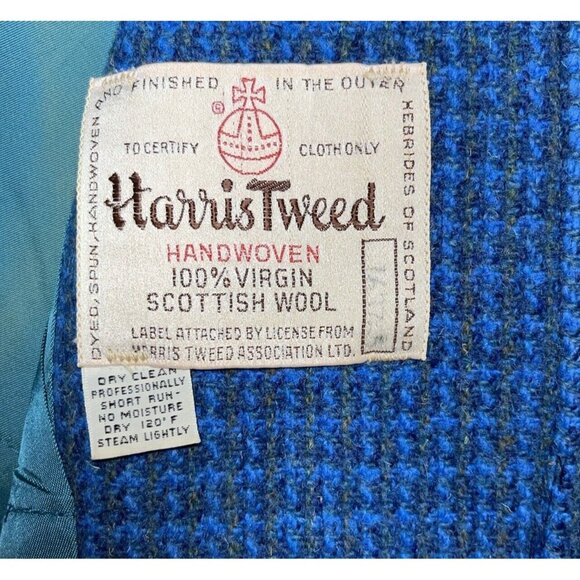 DYED, SPUN, HANDWOVEN AND FINISHED IN THE OUTER HEBRIDES OF SCOTLAND
TO CERTIFY CLOTH ONLY
Harris Tweed
HANDWOVEN
100% VIRGIN
SCOTTISH WOOL
LABEL ATTACHED BY LICENSE FROM
HARRIS TWEED ASSOCIATION LTD.
DRY CLEAN
PROFESSIONALLY
SHORT RUN-
NO MOISTURE
DRY 120° F
STEAM LIGHTLY